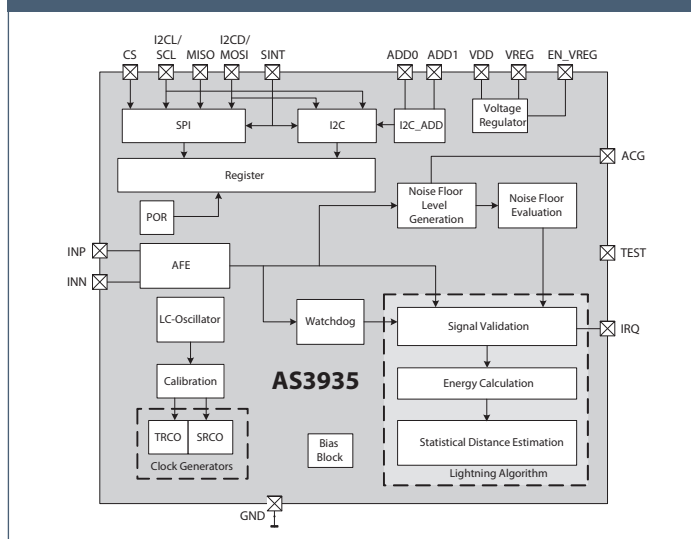 I2CL/ I2CD/
CS SCL MISO MOSI SINT ADD0 ADD1 VDD VREG EN_VREG
SPI
I2C
I2C_ADD
Voltage
Regulator
Register
ACG
Noise Floor
Level
Generation
Noise Floor
Evaluation
POR
INP
INN
AFE
TEST
LC-Oscillator
Watchdog
Signal Validation
IRQ
Calibration
AS3935
Energy Calculation
TRCO SRCO
Clock Generators
Bias
Block
Statistical Distance Estimation
Lightning Algorithm
GND